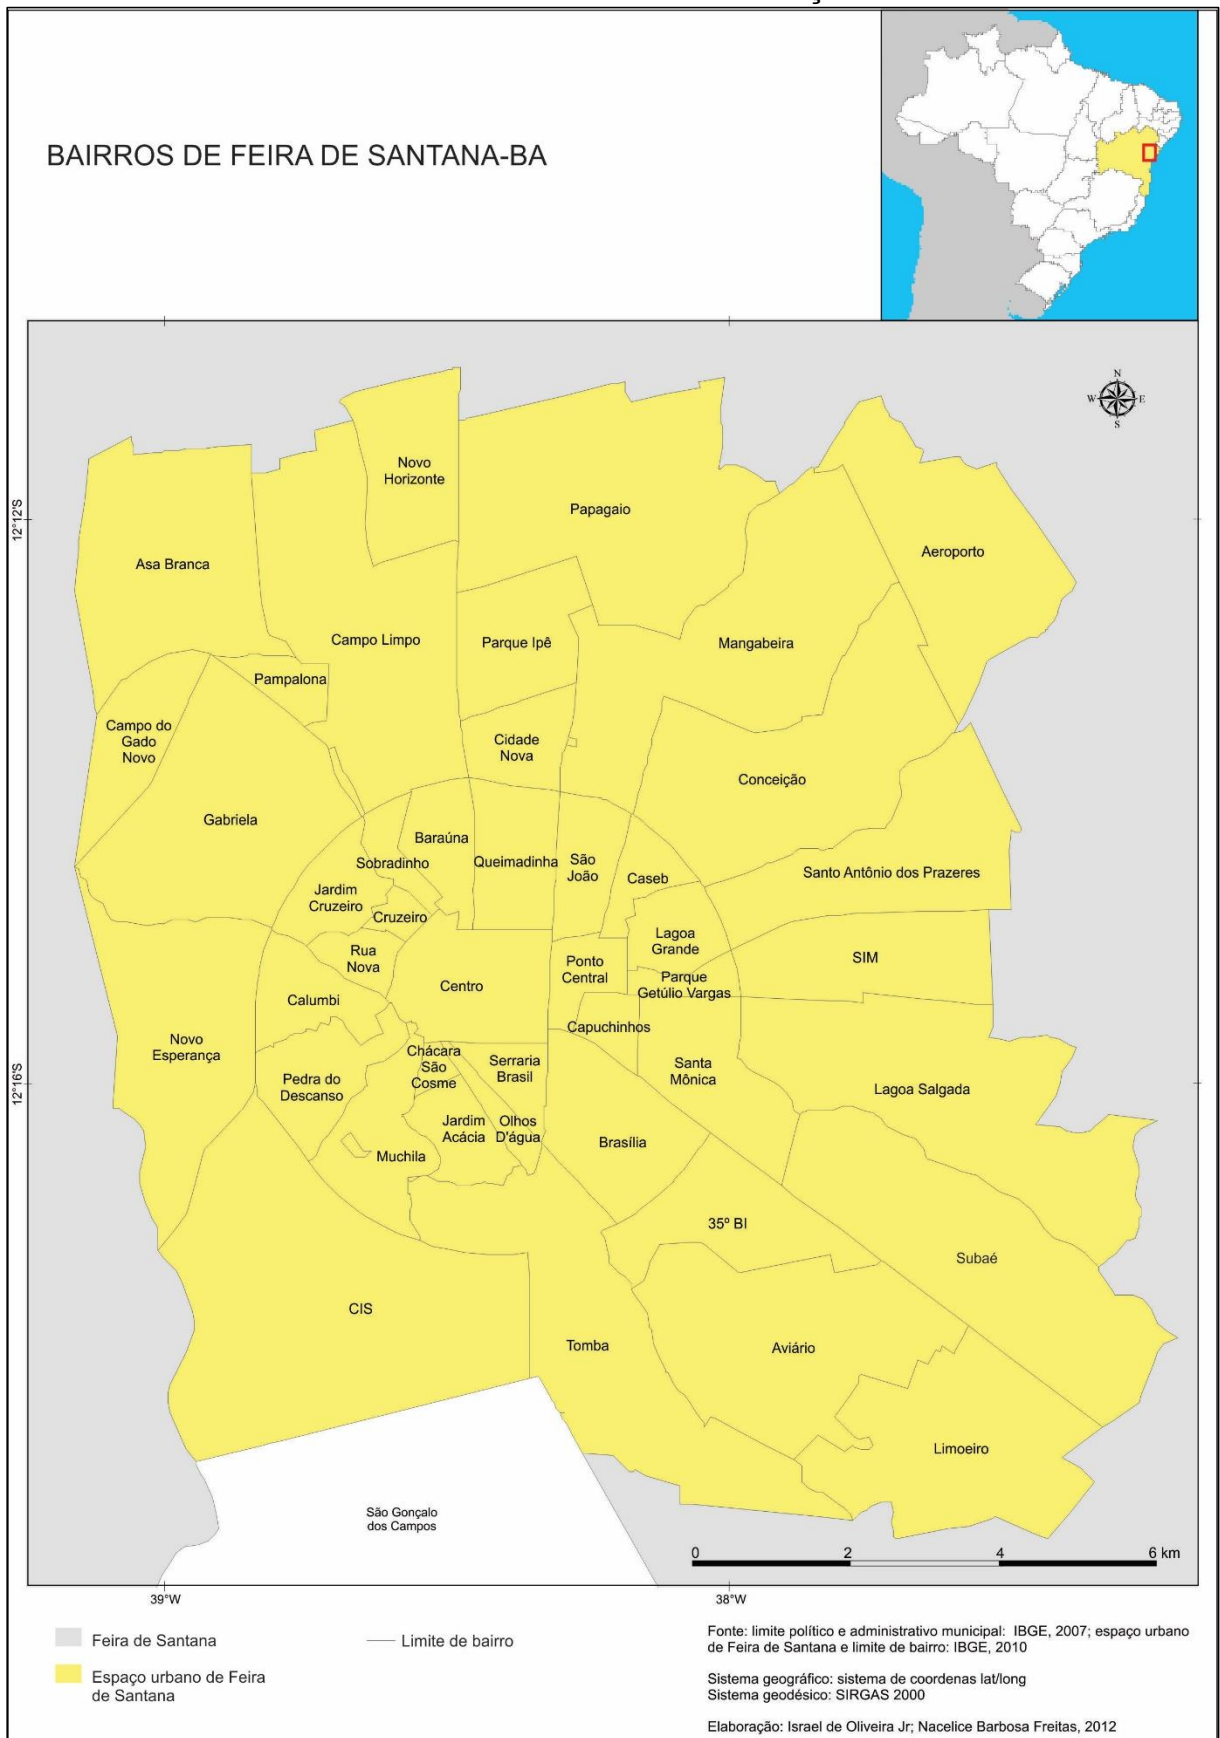 BAIRROS DE FEIRA DE SANTANA-BA
N
W
E
S
12°12'S
12°16'S
Novo
Horizonte
Papagaio
Aeroporto
Asa Branca
Campo Limpo
Parque Ipê
Mangabeira
Pampalona
Campo do
Gado
Novo
Cidade
Nova
Conceição
Gabriela
Baraúna
Sobradinho
Queimadinha
São
João
Caseb
Santo Antônio dos Prazeres
Jardim
Cruzeiro
Cruzeiro
Lagoa
Grande
Rua
Nova
SIM
Ponto
Central
Parque
Getúlio Vargas
Centro
Calumbi
Capuchinhos
Novo
Esperança
Chácara
São
Cosme
Serraria
Brasil
Santa
Mônica
Pedra do
Descanso
Lagoa Salgada
Jardim
Acácia
Olhos
D'água
Brasília
Muchila
35º BI
Subaé
CIS
Tomba
Aviário
Limoeiro
São Gonçalo
dos Campos
0 2 4 6 km
39°W
38°W
Feira de Santana
Limite de bairro
Espaço urbano de Feira
de Santana
Fonte: limite político e administrativo municipal: IBGE, 2007; espaço urbano
de Feira de Santana e limite de bairro: IBGE, 2010
Sistema geográfico: sistema de coordenas lat/long
Sistema geodésico: SIRGAS 2000
Elaboração: Israel de Oliveira Jr; Nacelice Barbosa Freitas, 2012